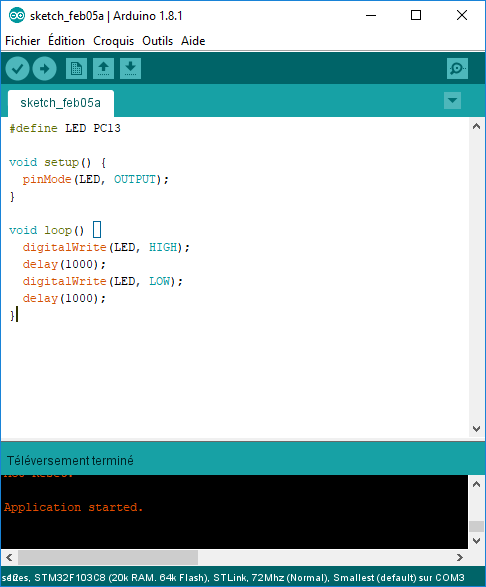 sketch_feb05a | Arduino 1.8.1
Fichier Édition Croquis Outils Aide
sketch_feb05a
#define LED PC13
void setup() {
pinMode(LED, OUTPUT);
}
void loop() {
digitalWrite(LED, HIGH);
delay(1000);
digitalWrite(LED, LOW);
delay(1000);
}
Téléversement terminé
Application started.
STM32F103C8 (20k RAM. 64k Flash), STLink, 72Mhz (Normal), Smallest (default) sur COM3